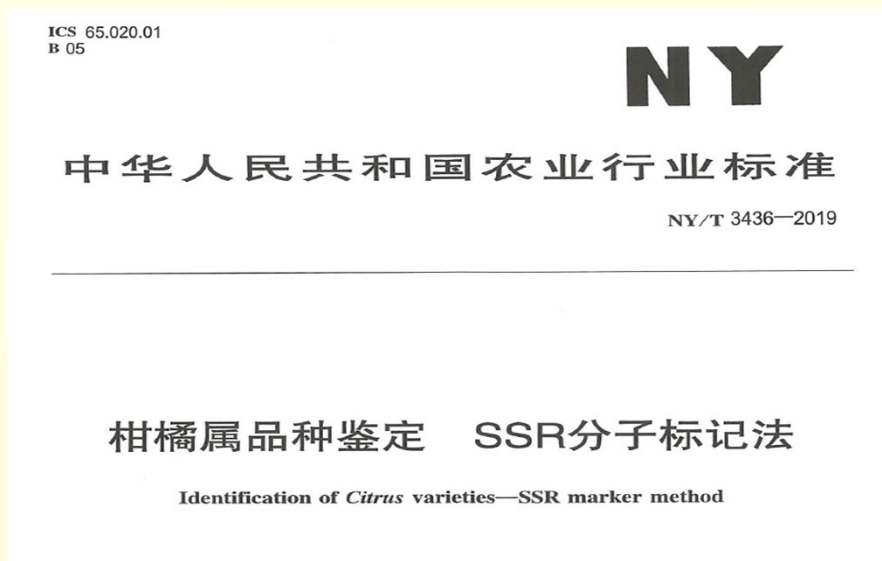 ICS 65.020.01
B 05
NY
中华人民共和国农业行业标准
NY/T 3436—2019
柑橘属品种鉴定 SSR分子标记法
Identification of Citrus varieties—SSR marker method